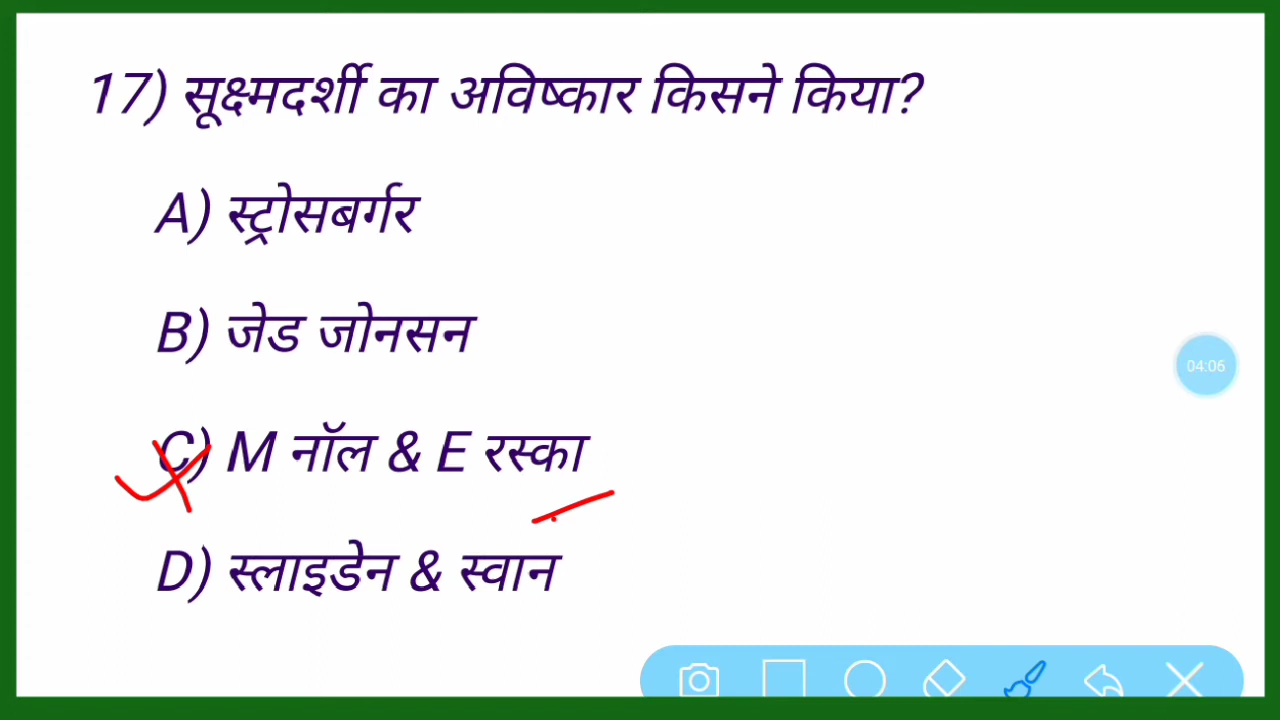 17) सूक्ष्मदर्शी का अविष्कार किसने किया?
A) स्ट्रोसबर्गर
B) जेड जोनसन
C) M नॉल & E रस्का
04:06
D) स्लाइडेन & स्वान